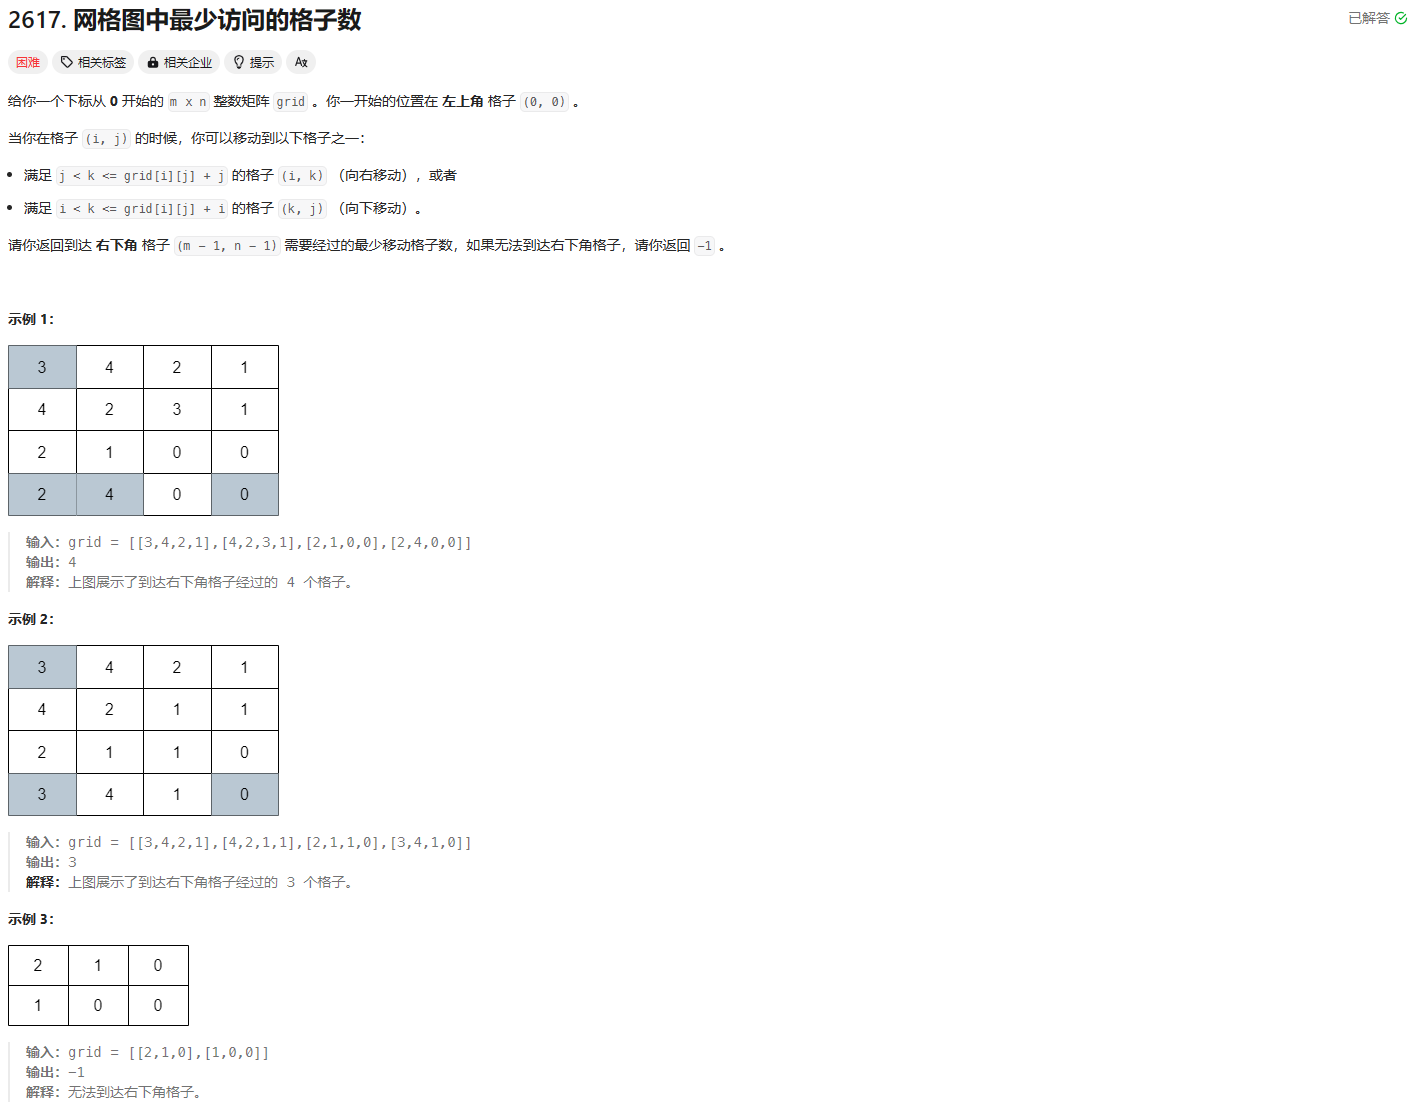 2617. 网格图中最少访问的格子数
已解答
困难 相关标签 相关企业 提示 A文
给你一个下标从 0 开始的 m x n 整数矩阵 grid 。你一开始的位置在 左上角 格子 (0, 0) 。
当你在格子 (i, j) 的时候，你可以移动到以下格子之一：
• 满足 j < k <= grid[i][j] + j 的格子 (i, k) （向右移动），或者
• 满足 i < k <= grid[i][j] + i 的格子 (k, j) （向下移动）。
请你返回到达 右下角 格子 (m - 1, n - 1) 需要经过的最少移动格子数，如果无法到达右下角格子，请你返回 -1 。
示例 1：
3 4 2 1
4 2 3 1
2 1 0 0
2 4 0 0
输入：grid = [[3,4,2,1],[4,2,3,1],[2,1,0,0],[2,4,0,0]]
输出：4
解释：上图展示了到达右下角格子经过的 4 个格子。
示例 2：
3 4 2 1
4 2 1 1
2 1 1 0
3 4 1 0
输入：grid = [[3,4,2,1],[4,2,1,1],[2,1,1,0],[3,4,1,0]]
输出：3
解释：上图展示了到达右下角格子经过的 3 个格子。
示例 3：
2 1 0
1 0 0
输入：grid = [[2,1,0],[1,0,0]]
输出：-1
解释：无法到达右下角格子。